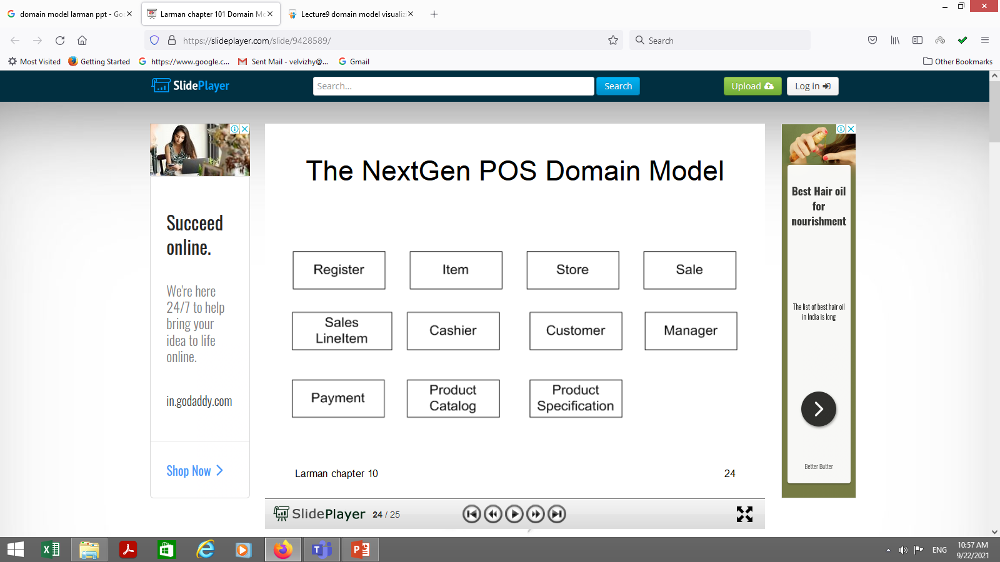 domain model larman ppt - Go
Larman chapter 101 Domain Mo
Lecture9 domain model visualiz
https://slideplayer.com/slide/9428589/
Search
Most Visited
Getting Started
https://www.google.c...
Sent Mail - velvizhy@...
Gmail
Other Bookmarks
SlidePlayer
Search...
Search
Upload
Log in
Succeed
online.
We're here
24/7 to help
bring your
idea to life
online.
in.godaddy.com
Shop Now
The NextGen POS Domain Model
Register
Item
Store
Sale
Sales
LineItem
Cashier
Customer
Manager
Payment
Product
Catalog
Product
Specification
Larman chapter 10
24
SlidePlayer
24 / 25
Best Hair oil
for
nourishment
The list of best hair oil
in India is long
Better Butter
ENG
10:57 AM
9/22/2021